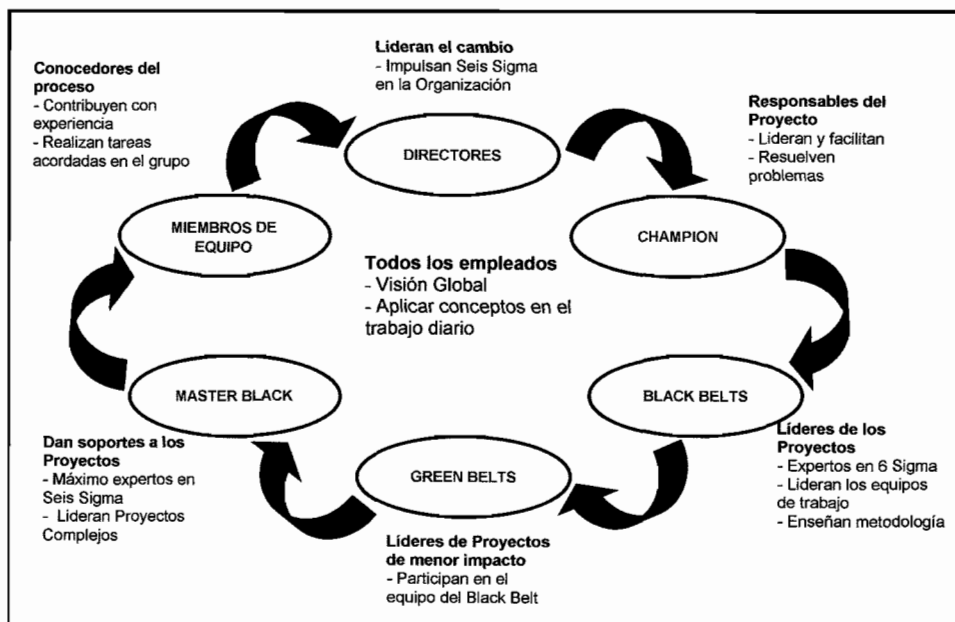 Lideran el cambio
- Impulsan Seis Sigma
en la Organización
DIRECTORES
Responsables del
Proyecto
- Lideran y facilitan
- Resuelven
problemas
CHAMPION
Líderes de los
Proyectos
- Expertos en 6 Sigma
- Lideran los equipos
de trabajo
- Enseñan metodología
BLACK BELTS
GREEN BELTS
Líderes de Proyectos
de menor impacto
- Participan en el
equipo del Black Belt
MASTER BLACK
Dan soportes a los
Proyectos
- Máximo expertos en
Seis Sigma
- Lideran Proyectos
Complejos
Conocedores del
proceso
- Contribuyen con
experiencia
- Realizan tareas
acordadas en el grupo
MIEMBROS DE
EQUIPO
Todos los empleados
- Visión Global
- Aplicar conceptos en el
trabajo diario